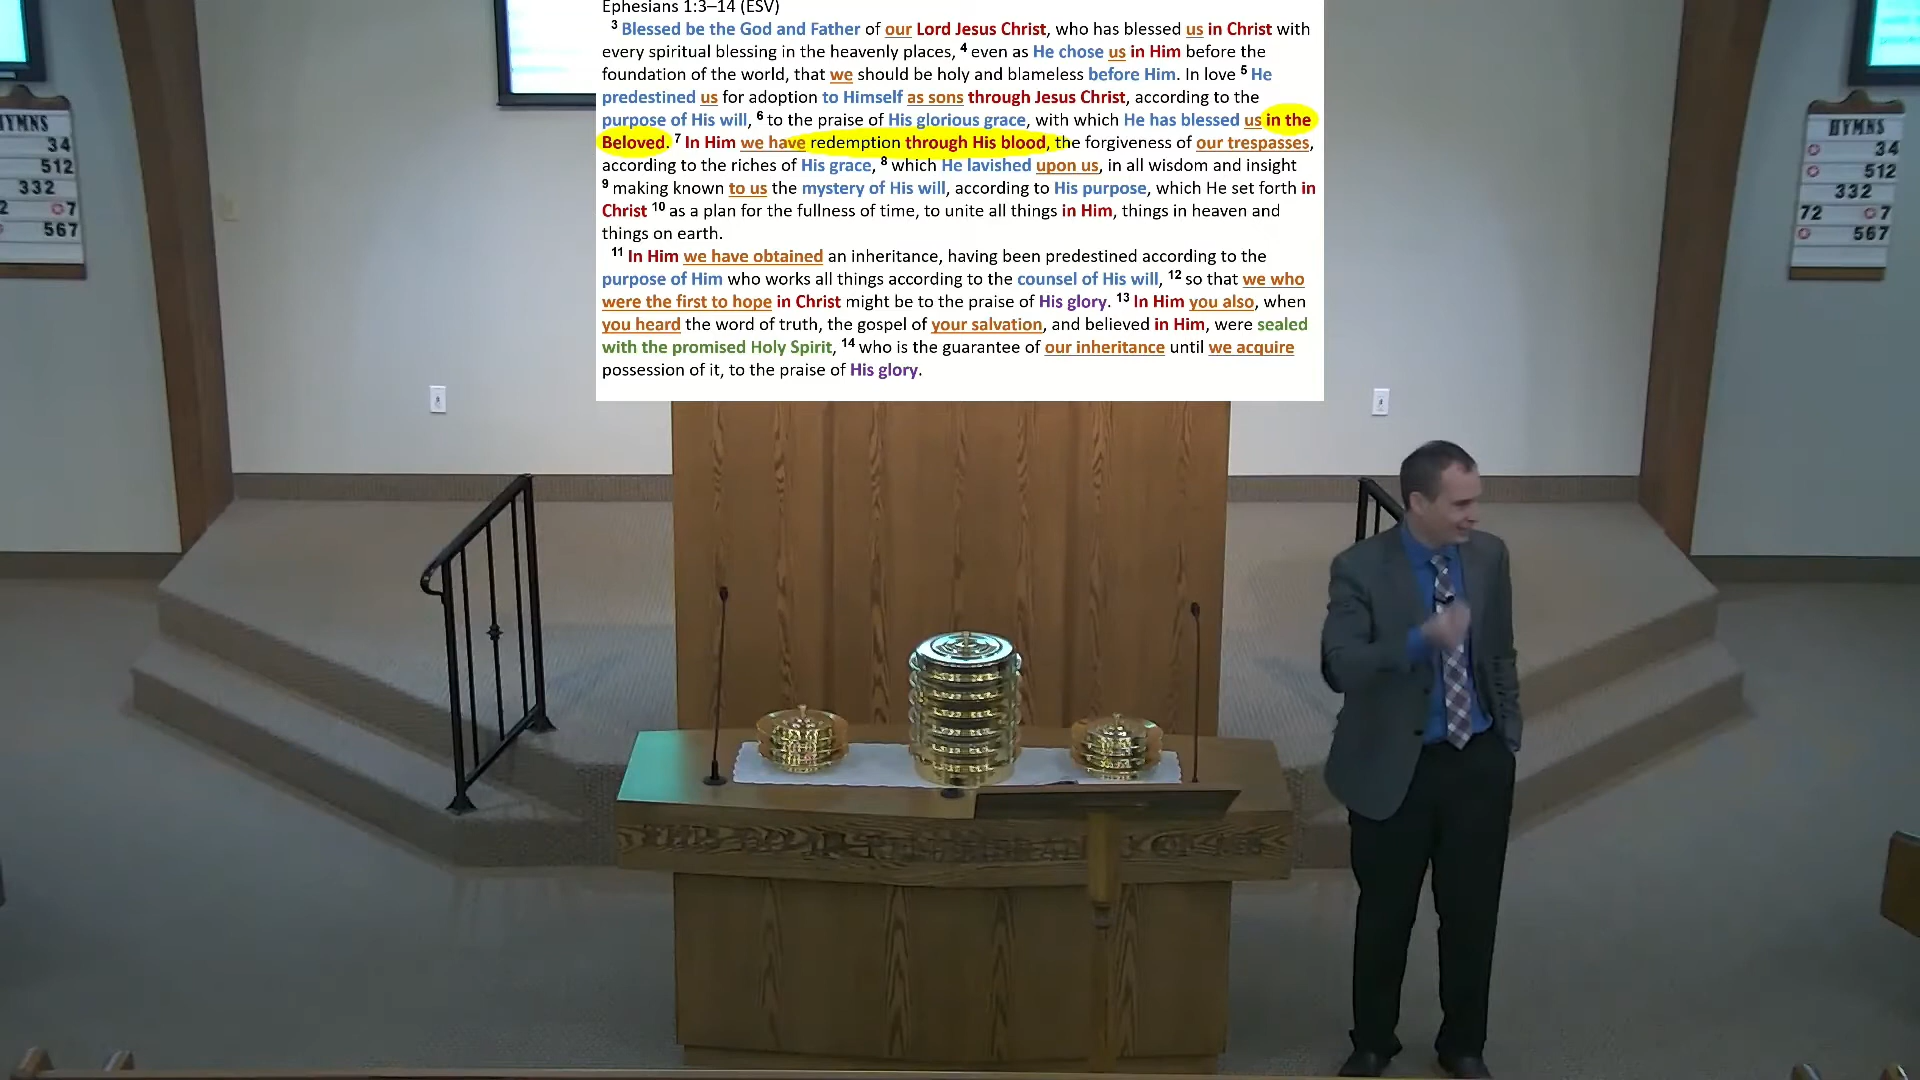 Ephesians 1:3–14 (ESV)
3 Blessed be the God and Father of our Lord Jesus Christ, who has blessed us in Christ with
every spiritual blessing in the heavenly places, 4 even as He chose us in Him before the
foundation of the world, that we should be holy and blameless before Him. In love 5 He
predestined us for adoption to Himself as sons through Jesus Christ, according to the
purpose of His will, 6 to the praise of His glorious grace, with which He has blessed us in the
Beloved. 7 In Him we have redemption through His blood, the forgiveness of our trespasses,
according to the riches of His grace, 8 which He lavished upon us, in all wisdom and insight
9 making known to us the mystery of His will, according to His purpose, which He set forth in
Christ 10 as a plan for the fullness of time, to unite all things in Him, things in heaven and
things on earth.
11 In Him we have obtained an inheritance, having been predestined according to the
purpose of Him who works all things according to the counsel of His will, 12 so that we who
were the first to hope in Christ might be to the praise of His glory. 13 In Him you also, when
you heard the word of truth, the gospel of your salvation, and believed in Him, were sealed
with the promised Holy Spirit, 14 who is the guarantee of our inheritance until we acquire
possession of it, to the praise of His glory.
HYMNS
34
512
332
2 7
567
HYMNS
34
512
332
72 7
567